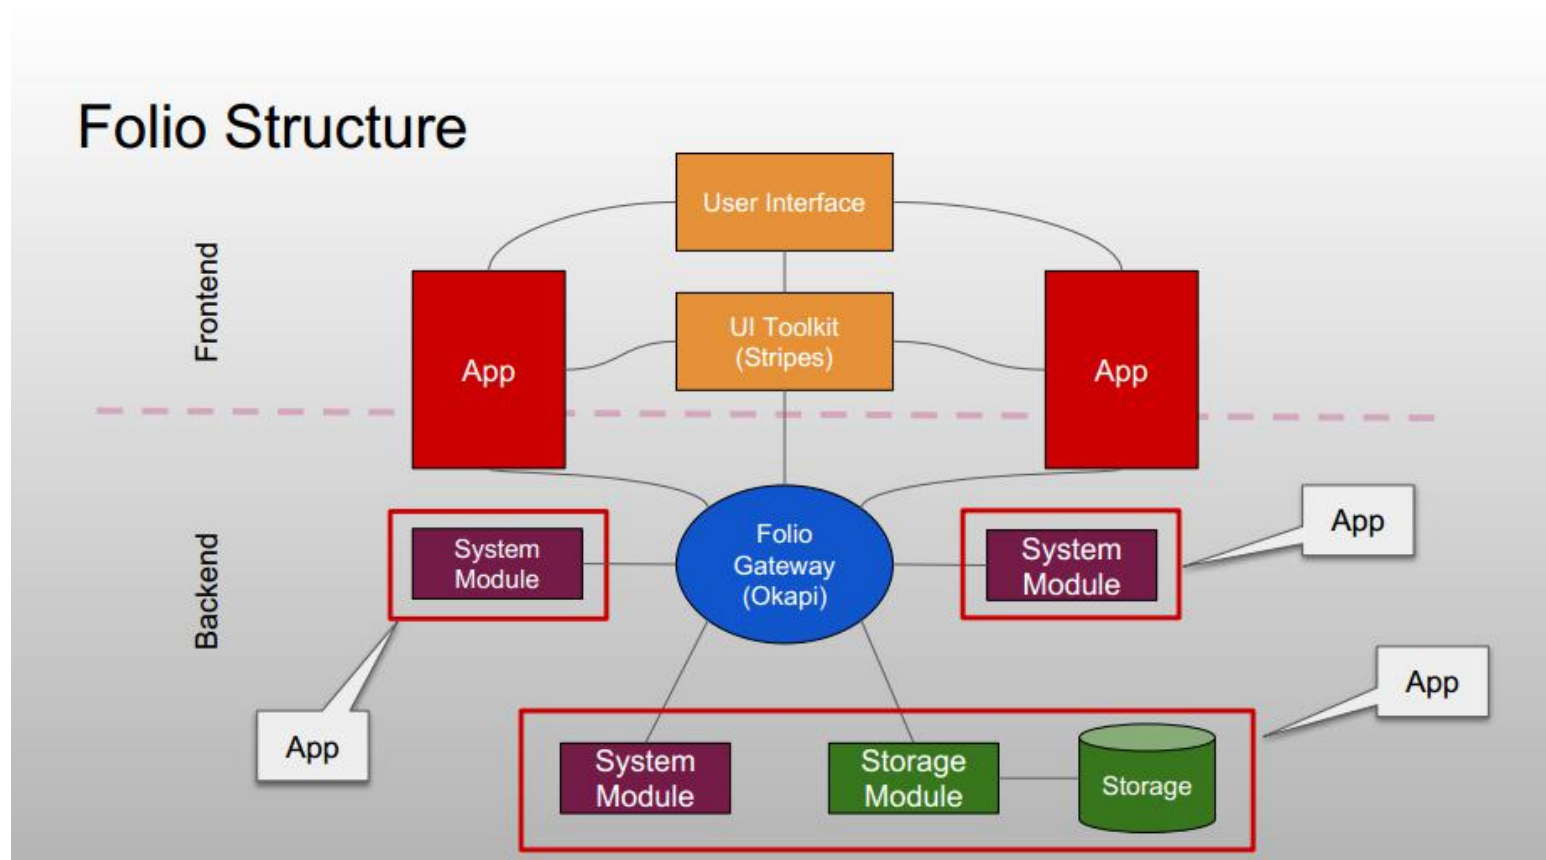 Folio Structure
User Interface
Frontend
UI Toolkit
(Stripes)
App
App
Backend
System
Module
Folio
Gateway
(Okapi)
System
Module
App
App
App
System
Module
Storage
Module
Storage